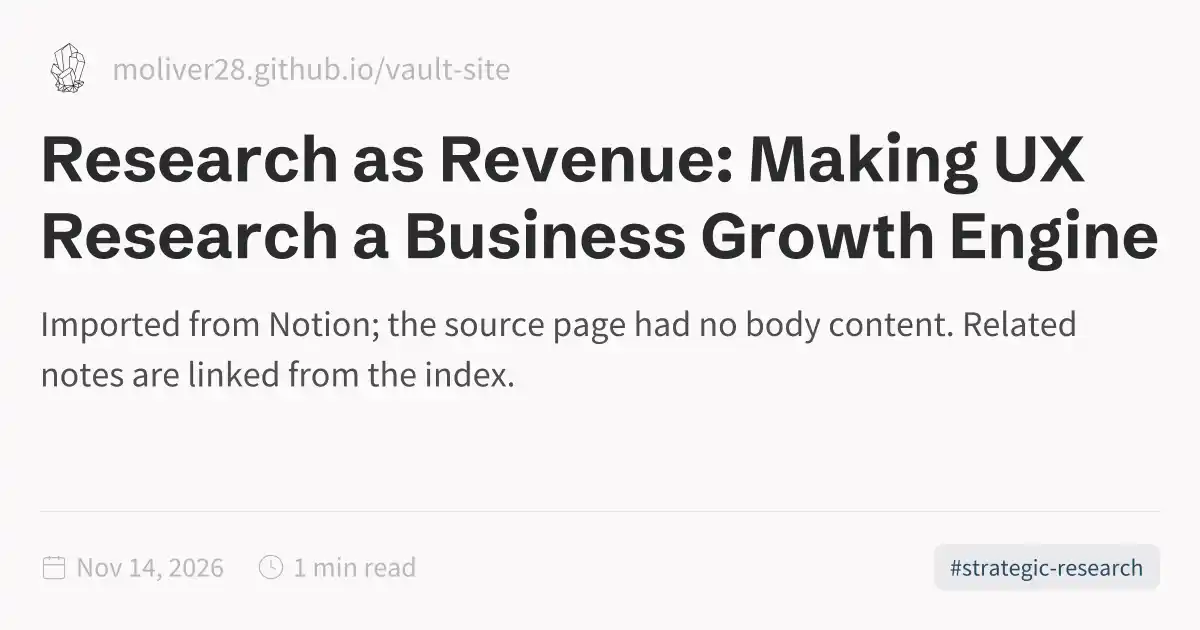 moliver28.github.io/vault-site
Research as Revenue: Making UX
Research a Business Growth Engine
Imported from Notion; the source page had no body content. Related
notes are linked from the index.
Nov 14, 2026
1 min read
#strategic-research